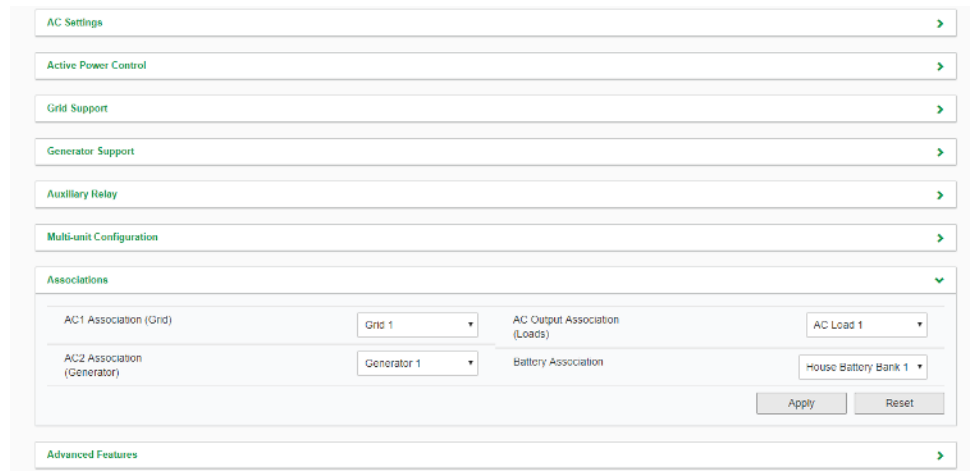 AC Settings
Active Power Control
Grid Support
Generator Support
Auxiliary Relay
Multi-unit Configuration
Associations
AC1 Association (Grid)
Grid 1
AC Output Association
(Loads)
AC Load 1
AC2 Association
(Generator)
Generator 1
Battery Association
House Battery Bank 1
Apply
Reset
Advanced Features